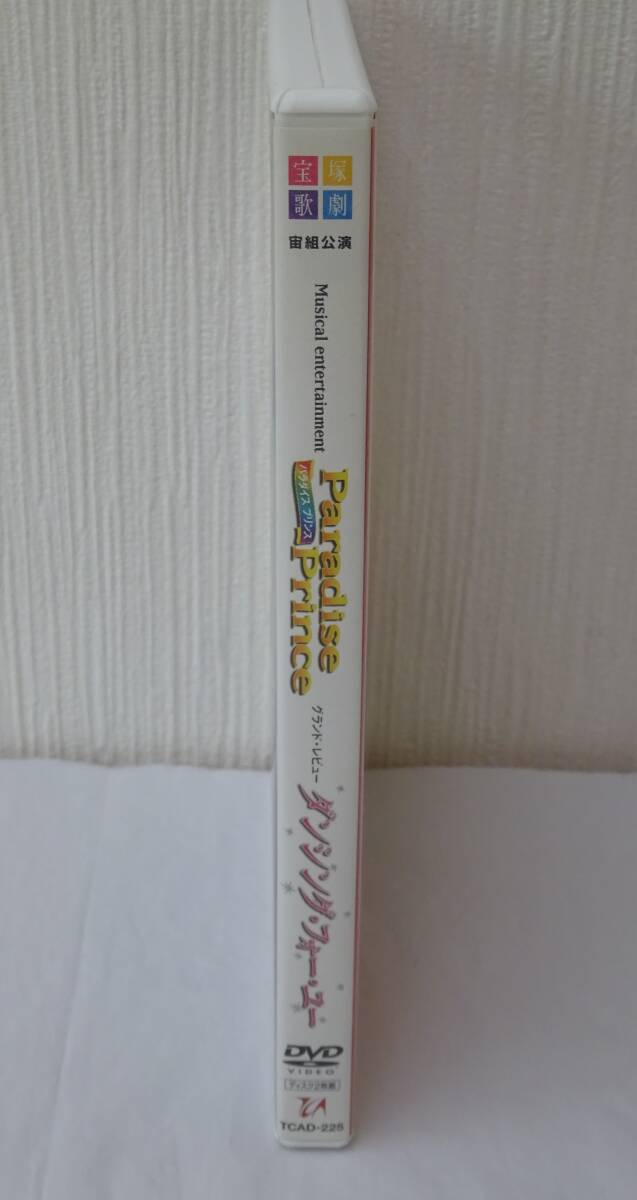 宝塚
歌劇
宙組公演
Musical entertainment
Paradise
パラダイス プリンス
Prince
グランド・レビュー
ダンシング・フォー・ユー
DVD
VIDEO
ディスク2枚組
TCAD-225